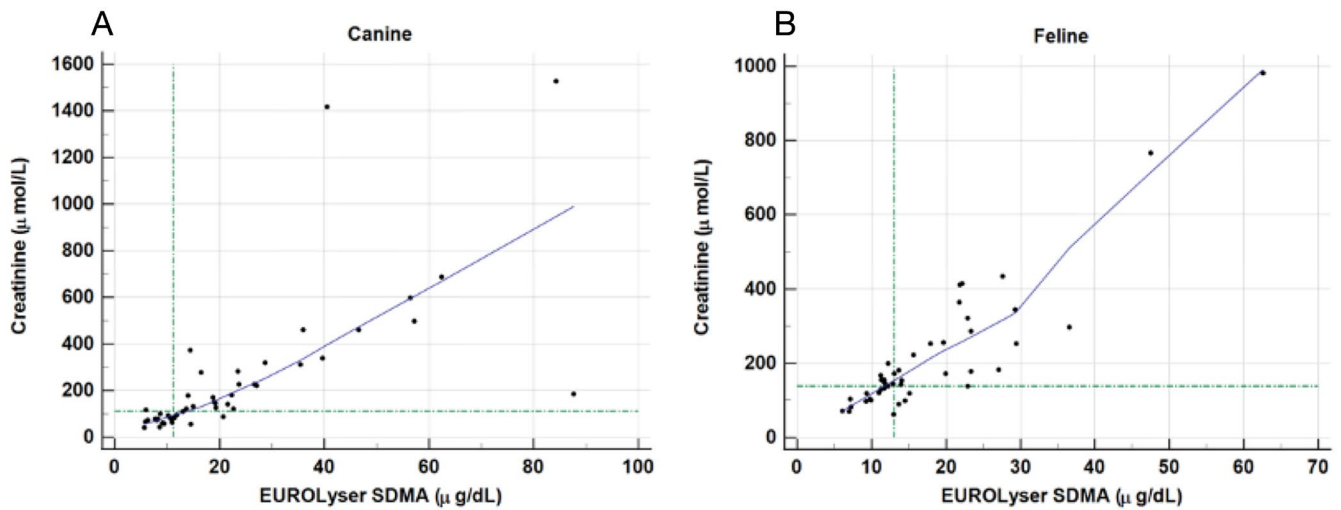 A
Canine
1600
1400
1200
1000
800
600
400
200
0
Creatinine (μ mol/L)
0 20 40 60 80 100
EUROLyser SDMA (μ g/dL)
B
Feline
1000
800
600
400
200
0
Creatinine (μ mol/L)
0 10 20 30 40 50 60 70
EUROLyser SDMA (μ g/dL)